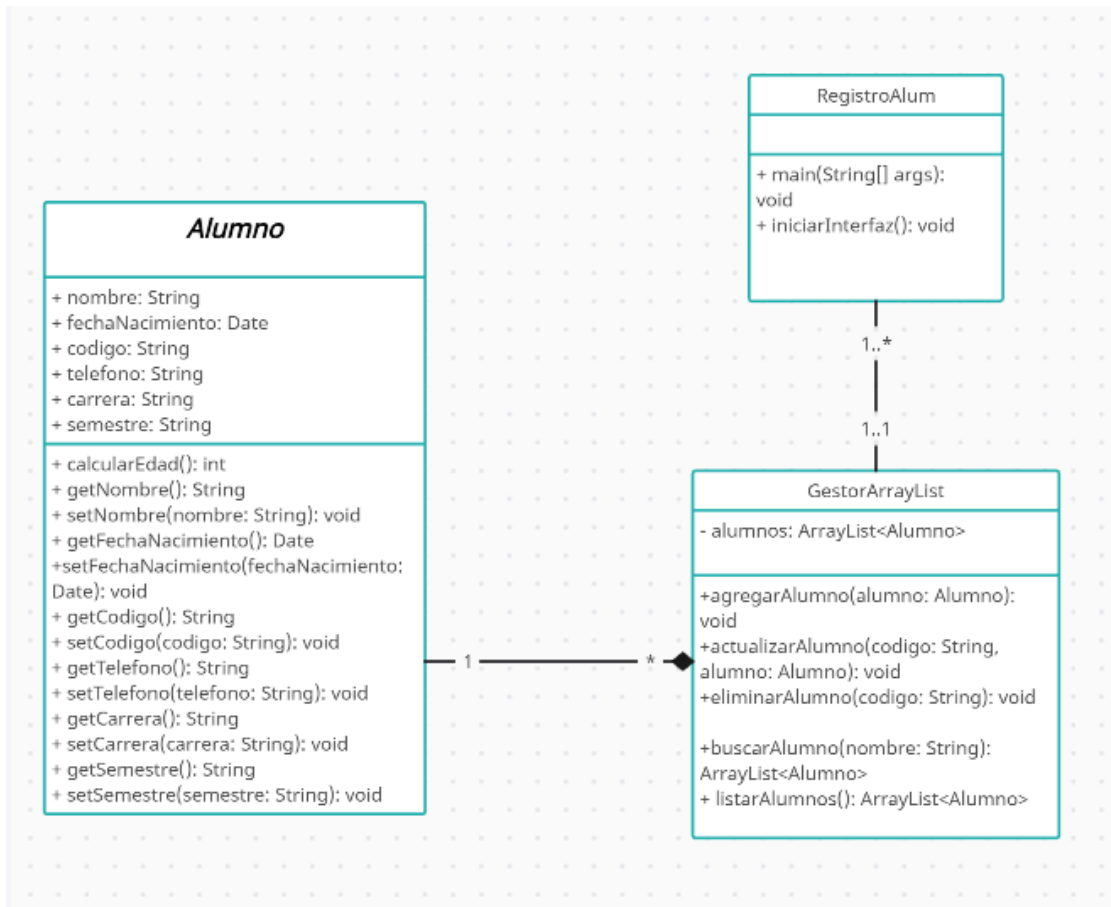 RegistroAlum
+ main(String[] args):
void
+ iniciarInterfaz(): void
Alumno
+ nombre: String
+ fechaNacimiento: Date
+ codigo: String
+ telefono: String
+ carrera: String
+ semestre: String
+ calcularEdad(): int
+ getNombre(): String
+ setNombre(nombre: String): void
+ getFechaNacimiento(): Date
+setFechaNacimiento(fechaNacimiento:
Date): void
+ getCodigo(): String
+ setCodigo(codigo: String): void
+ getTelefono(): String
+ setTelefono(telefono: String): void
+ getCarrera(): String
+ setCarrera(carrera: String): void
+ getSemestre(): String
+ setSemestre(semestre: String): void
1..*
1..1
GestorArrayList
- alumnos: ArrayList<Alumno>
+agregarAlumno(alumno: Alumno):
void
+actualizarAlumno(codigo: String,
alumno: Alumno): void
+eliminarAlumno(codigo: String): void
+buscarAlumno(nombre: String):
ArrayList<Alumno>
+ listarAlumnos(): ArrayList<Alumno>
1
*